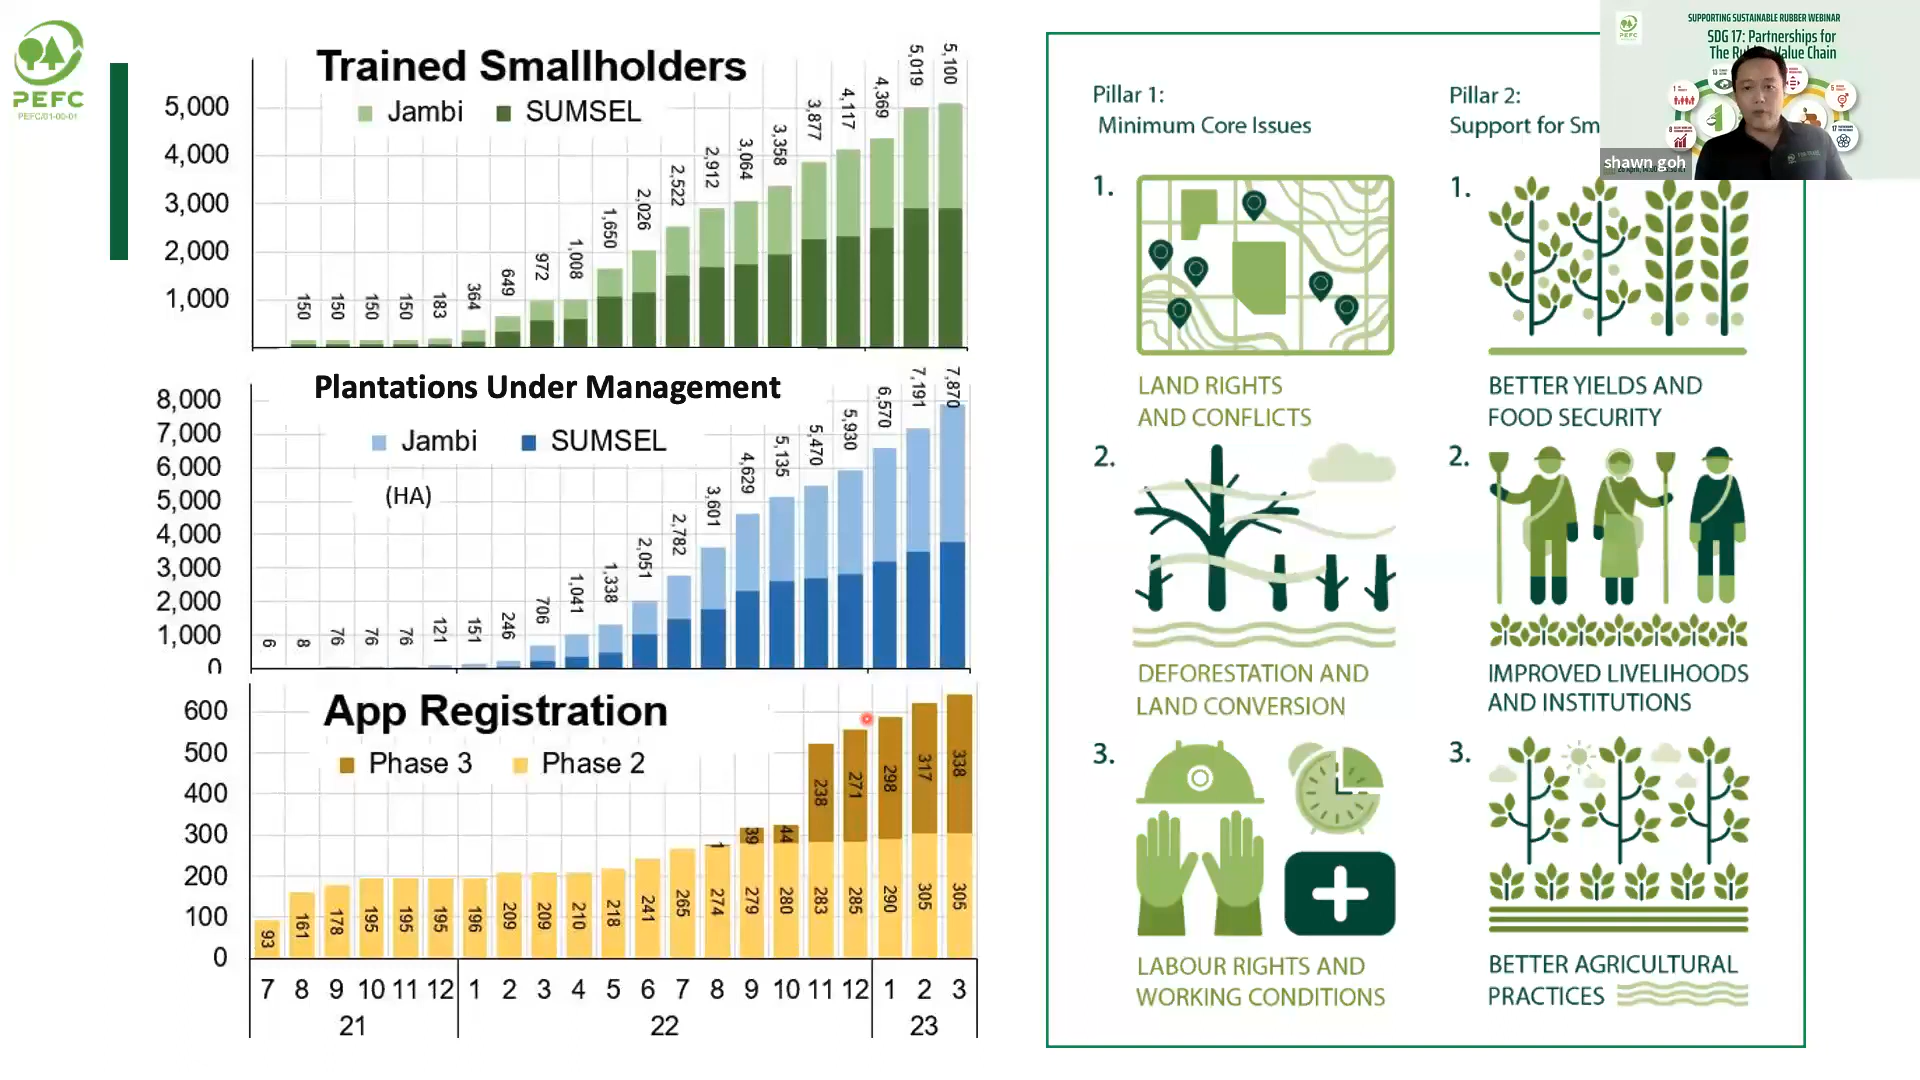 PEFC
PEFC/01-00-01
Trained Smallholders
Jambi SUMSEL
5,000
4,000
3,000
2,000
1,000
150 150 150 150 183 364 649 972 1,008 1,650 2,026 2,522 2,912 3,064 3,358 3,877 4,117 4,369 5,019 5,100
Plantations Under Management
Jambi SUMSEL
(HA)
8,000
7,000
6,000
5,000
4,000
3,000
2,000
1,000
0
6 8 76 76 76 121 151 246 706 1,041 1,338 2,051 2,782 3,601 4,629 5,135 5,470 5,930 6,570 7,191 7,870
App Registration
Phase 3 Phase 2
600
500
400
300
200
100
0
1 39 44 238 271 298 317 338
93 161 178 195 195 195 196 209 209 210 218 241 265 274 279 280 283 285 290 305 305
7 8 9 10 11 12 1 2 3 4 5 6 7 8 9 10 11 12 1 2 3
21 22 23
Pillar 1:
Minimum Core Issues
1.
LAND RIGHTS
AND CONFLICTS
2.
DEFORESTATION AND
LAND CONVERSION
3.
LABOUR RIGHTS AND
WORKING CONDITIONS
Pillar 2:
Support for Sm
1.
BETTER YIELDS AND
FOOD SECURITY
2.
IMPROVED LIVELIHOODS
AND INSTITUTIONS
3.
BETTER AGRICULTURAL
PRACTICES
SUPPORTING SUSTAINABLE RUBBER WEBINAR
SDG 17: Partnerships for
The Value Chain
shawn goh